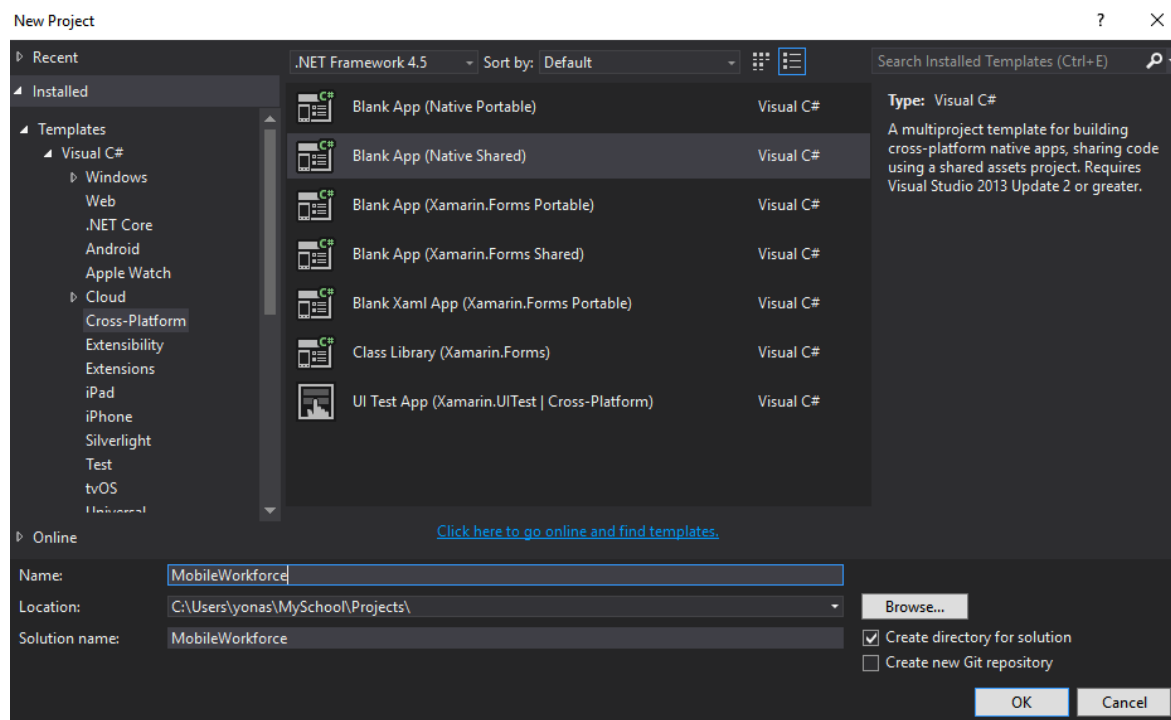 New Project
?
Recent
Installed
Templates
Visual C#
Windows
Web
.NET Core
Android
Apple Watch
Cloud
Cross-Platform
Extensibility
Extensions
iPad
iPhone
Silverlight
Test
tvOS
Universal
Online
.NET Framework 4.5 Sort by: Default
C# Blank App (Native Portable) Visual C#
C# Blank App (Native Shared) Visual C#
C# Blank App (Xamarin.Forms Portable) Visual C#
C# Blank App (Xamarin.Forms Shared) Visual C#
C# Blank Xaml App (Xamarin.Forms Portable) Visual C#
C# Class Library (Xamarin.Forms) Visual C#
UI Test App (Xamarin.UITest | Cross-Platform) Visual C#
Click here to go online and find templates.
Search Installed Templates (Ctrl+E)
Type: Visual C#
A multiproject template for building
cross-platform native apps, sharing code
using a shared assets project. Requires
Visual Studio 2013 Update 2 or greater.
Name: MobileWorkforce
Location: C:\Users\yonas\MySchool\Projects\ Browse...
Solution name: MobileWorkforce
Create directory for solution
Create new Git repository
OK Cancel